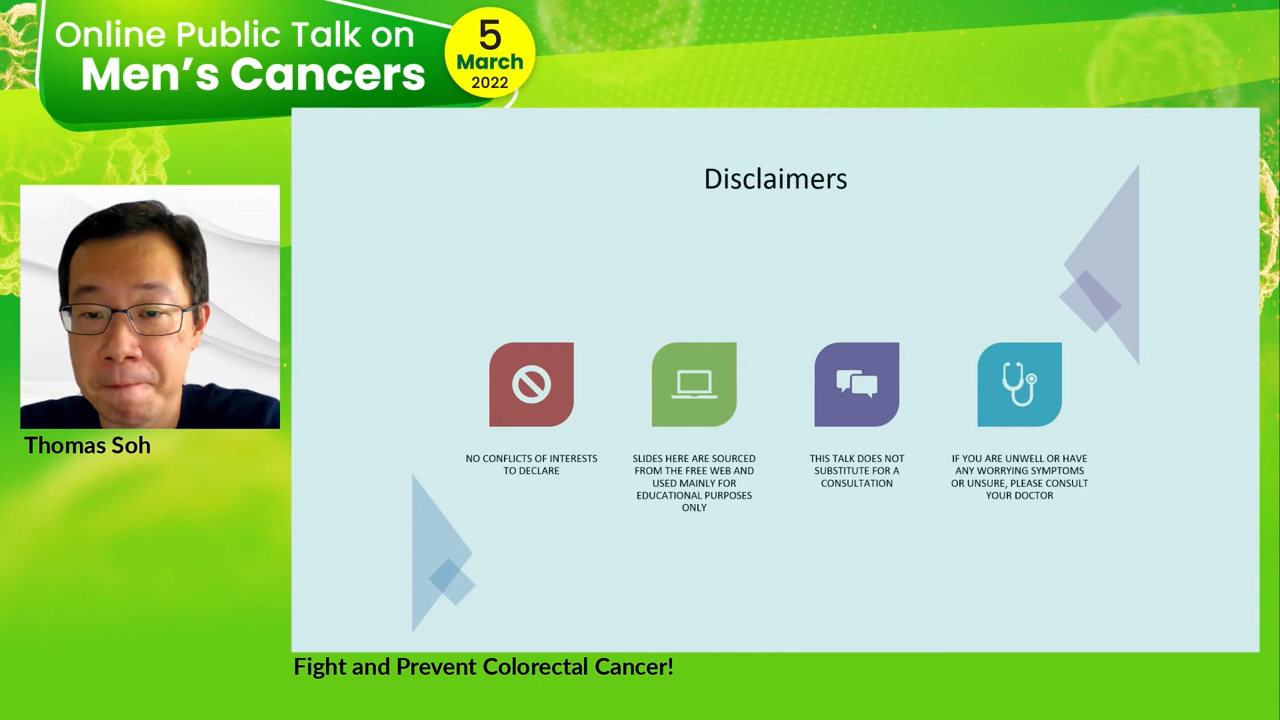 Online Public Talk on
Men's Cancers
5
March
2022
Disclaimers
NO CONFLICTS OF INTERESTS
TO DECLARE
SLIDES HERE ARE SOURCED
FROM THE FREE WEB AND
USED MAINLY FOR
EDUCATIONAL PURPOSES
ONLY
THIS TALK DOES NOT
SUBSTITUTE FOR A
CONSULTATION
IF YOU ARE UNWELL OR HAVE
ANY WORRYING SYMPTOMS
OR UNSURE, PLEASE CONSULT
YOUR DOCTOR
Thomas Soh
Fight and Prevent Colorectal Cancer!